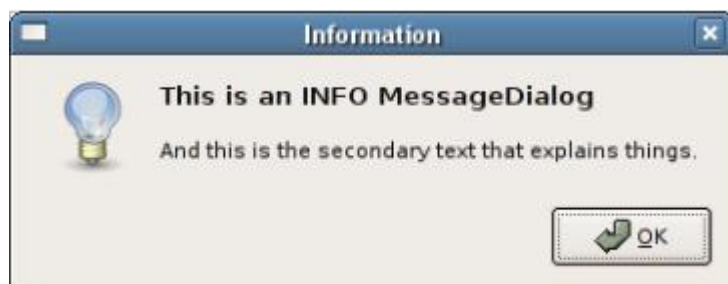 Information
This is an INFO MessageDialog
And this is the secondary text that explains things.
OK